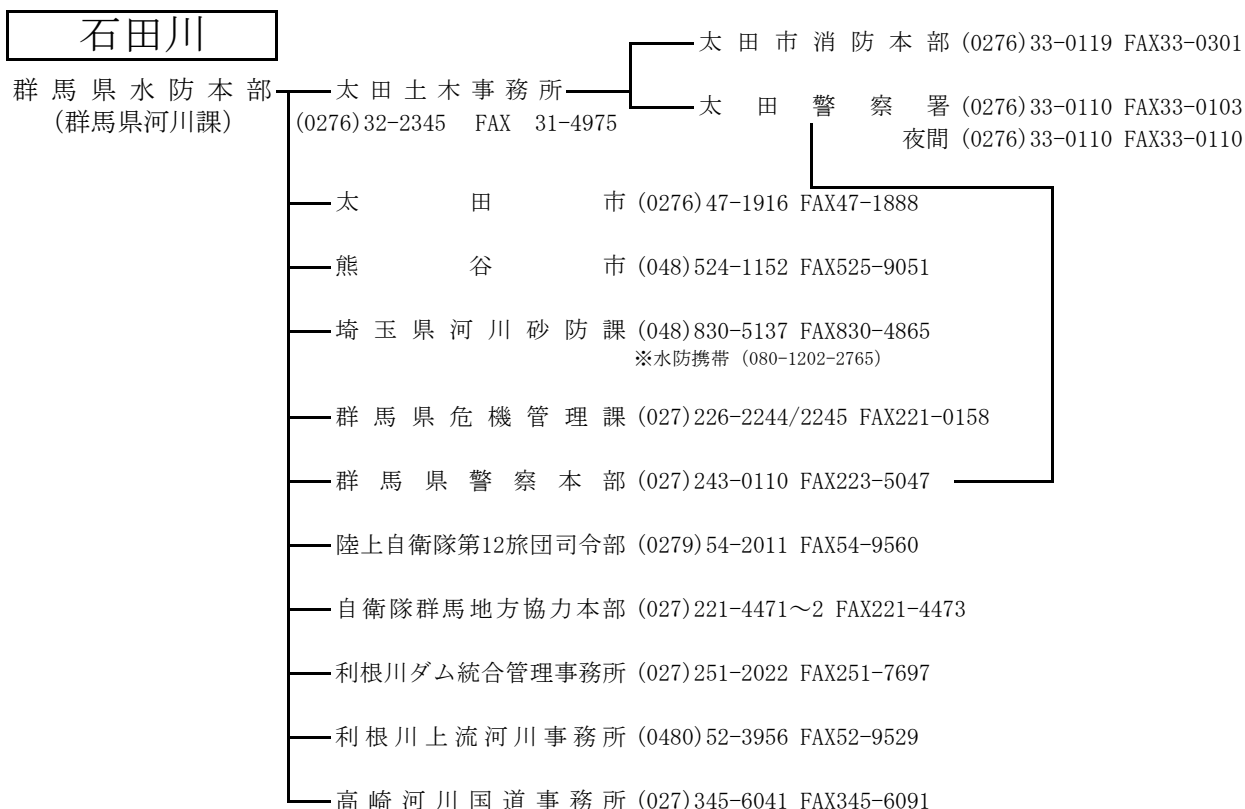 石田川
太田市消防本部 (0276)33-0119 FAX33-0301
群馬県水防本部 太田土木事務所
(群馬県河川課) (0276)32-2345 FAX 31-4975
太田警察署 (0276)33-0110 FAX33-0103
夜間 (0276)33-0110 FAX33-0110
太田市 (0276)47-1916 FAX47-1888
熊谷市 (048)524-1152 FAX525-9051
埼玉県河川砂防課 (048)830-5137 FAX830-4865
※水防携帯 (080-1202-2765)
群馬県危機管理課 (027)226-2244/2245 FAX221-0158
群馬県警察本部 (027)243-0110 FAX223-5047
陸上自衛隊第12旅団司令部 (0279)54-2011 FAX54-9560
自衛隊群馬地方協力本部 (027)221-4471～2 FAX221-4473
利根川ダム統合管理事務所 (027)251-2022 FAX251-7697
利根川上流河川事務所 (0480)52-3956 FAX52-9529
高崎河川国道事務所 (027)345-6041 FAX345-6091